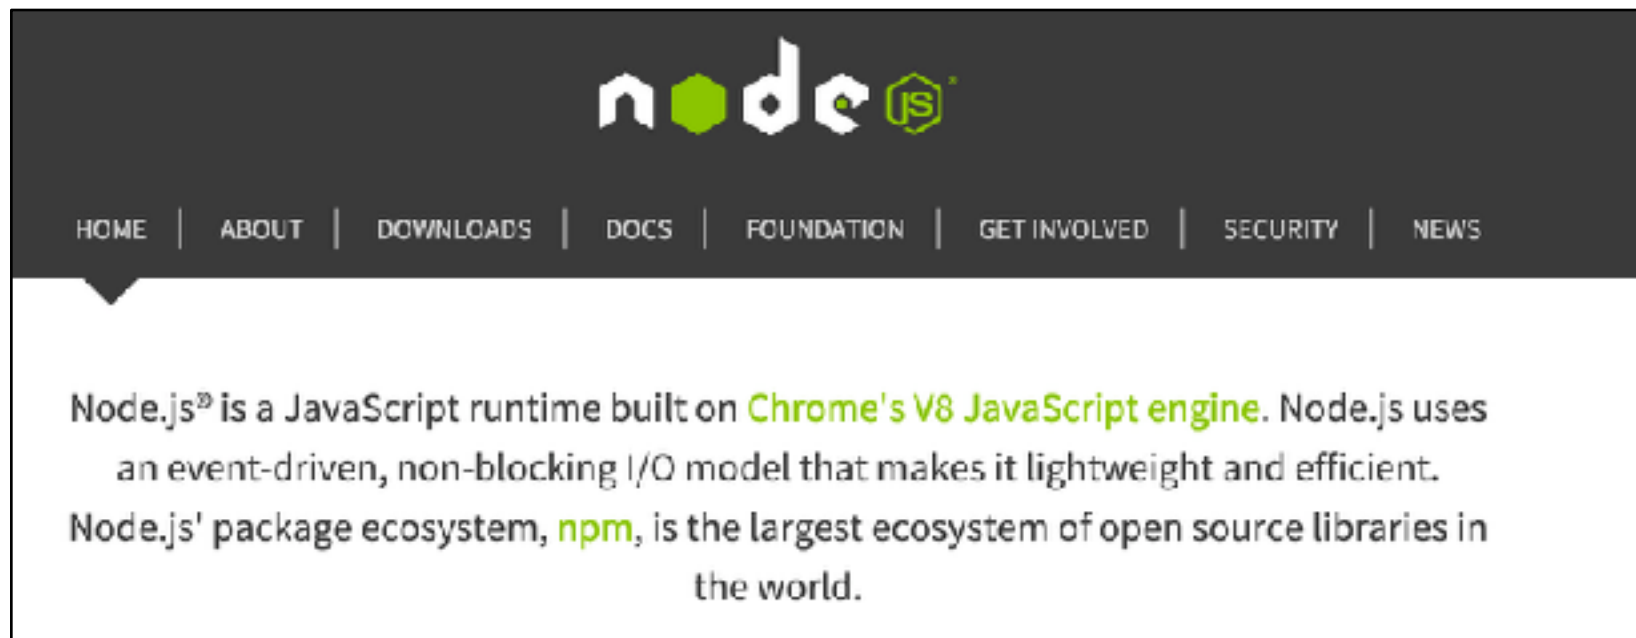 node JS®
HOME | ABOUT | DOWNLOADS | DOCS | FOUNDATION | GET INVOLVED | SECURITY | NEWS
Node.js® is a JavaScript runtime built on Chrome's V8 JavaScript engine. Node.js uses
an event-driven, non-blocking I/O model that makes it lightweight and efficient.
Node.js' package ecosystem, npm, is the largest ecosystem of open source libraries in
the world.